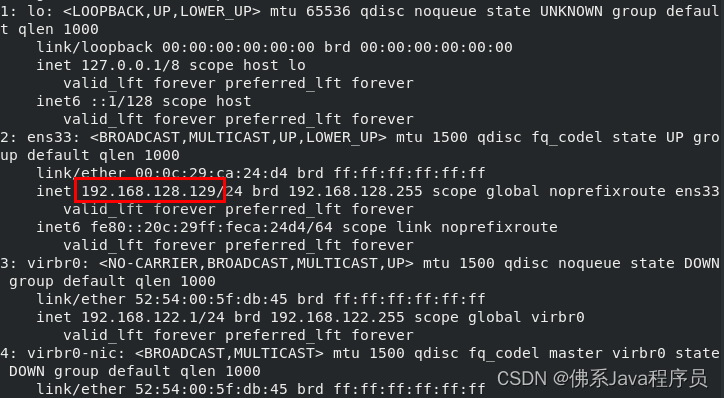 1: lo: <LOOPBACK,UP,LOWER_UP> mtu 65536 qdisc noqueue state UNKNOWN group defaul
t qlen 1000
    link/loopback 00:00:00:00:00:00 brd 00:00:00:00:00:00
    inet 127.0.0.1/8 scope host lo
       valid_lft forever preferred_lft forever
    inet6 ::1/128 scope host
       valid_lft forever preferred_lft forever
2: ens33: <BROADCAST,MULTICAST,UP,LOWER_UP> mtu 1500 qdisc fq_codel state UP gro
up default qlen 1000
    link/ether 00:0c:29:ca:24:d4 brd ff:ff:ff:ff:ff:ff
    inet 192.168.128.129/24 brd 192.168.128.255 scope global noprefixroute ens33
       valid_lft forever preferred_lft forever
    inet6 fe80::20c:29ff:feca:24d4/64 scope link noprefixroute
       valid_lft forever preferred_lft forever
3: virbr0: <NO-CARRIER,BROADCAST,MULTICAST,UP> mtu 1500 qdisc noqueue state DOWN
 group default qlen 1000
    link/ether 52:54:00:5f:db:45 brd ff:ff:ff:ff:ff:ff
    inet 192.168.122.1/24 brd 192.168.122.255 scope global virbr0
       valid_lft forever preferred_lft forever
4: virbr0-nic: <BROADCAST,MULTICAST> mtu 1500 qdisc fq_codel master virbr0 state
 DOWN group default qlen 1000
    link/ether 52:54:00:5f:db:45 brd ff:ff:ff:ff:ff:ff
CSDN @佛系Java程序员